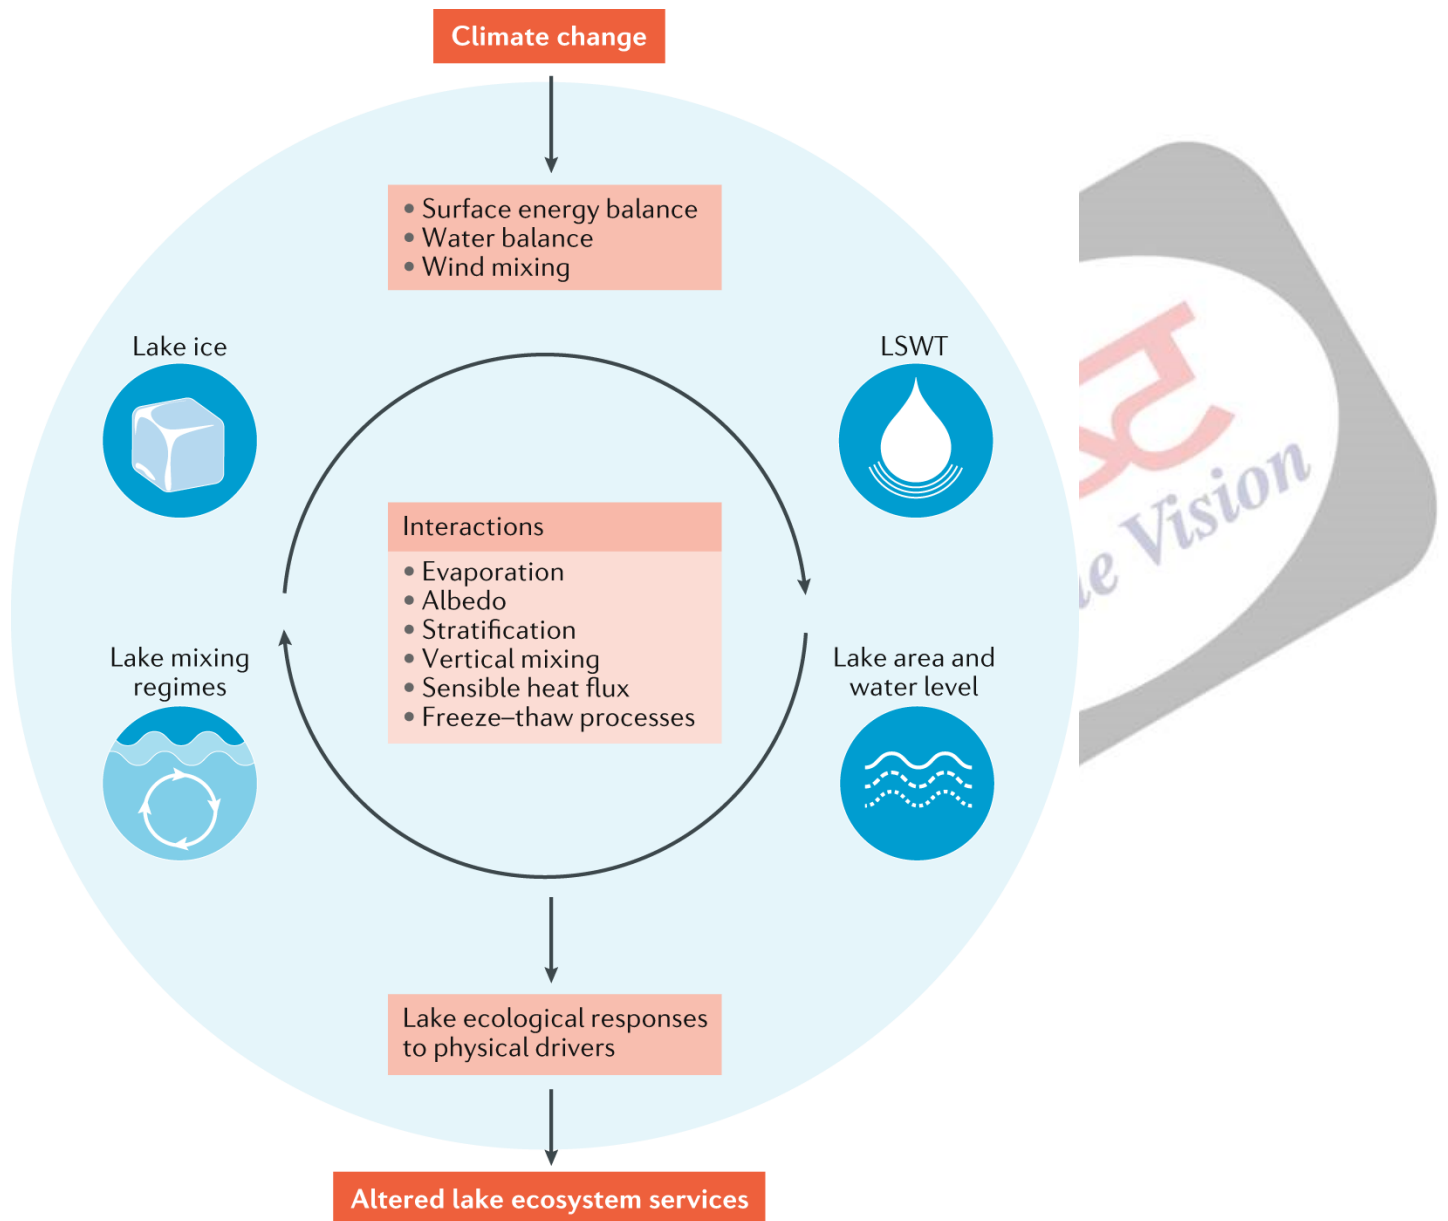 Climate change
• Surface energy balance
• Water balance
• Wind mixing
Lake ice
LSWT
Interactions
• Evaporation
• Albedo
• Stratification
• Vertical mixing
• Sensible heat flux
• Freeze–thaw processes
Lake mixing
regimes
Lake area and
water level
Lake ecological responses
to physical drivers
Altered lake ecosystem services
Vision